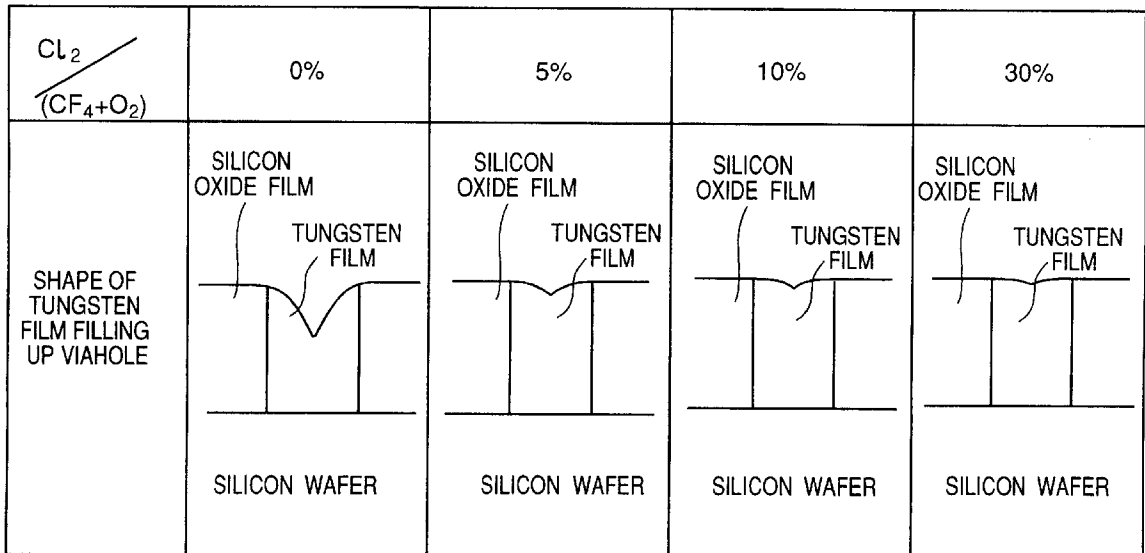 Cl2
(CF4+O2)
0%
5%
10%
30%
SHAPE OF
TUNGSTEN
FILM FILLING
UP VIAHOLE
SILICON
OXIDE FILM
TUNGSTEN
FILM
SILICON WAFER
SILICON
OXIDE FILM
TUNGSTEN
FILM
SILICON WAFER
SILICON
OXIDE FILM
TUNGSTEN
FILM
SILICON WAFER
SILICON
OXIDE FILM
TUNGSTEN
FILM
SILICON WAFER